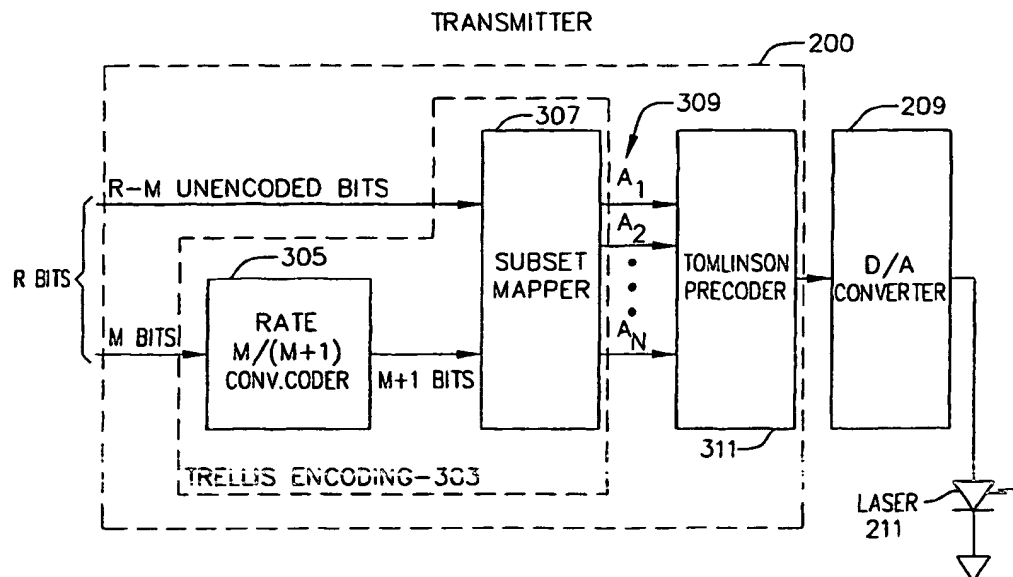 TRANSMITTER
200
307
309
209
R-M UNENCODED BITS
A1
A2
R BITS
305
SUBSET
MAPPER
TOMLINSON
PRECODER
D/A
CONVERTER
M BITS
RATE
M/(M+1)
CONV.CODER
M+1 BITS
AN
311
TRELLIS ENCODING-303
LASER
211